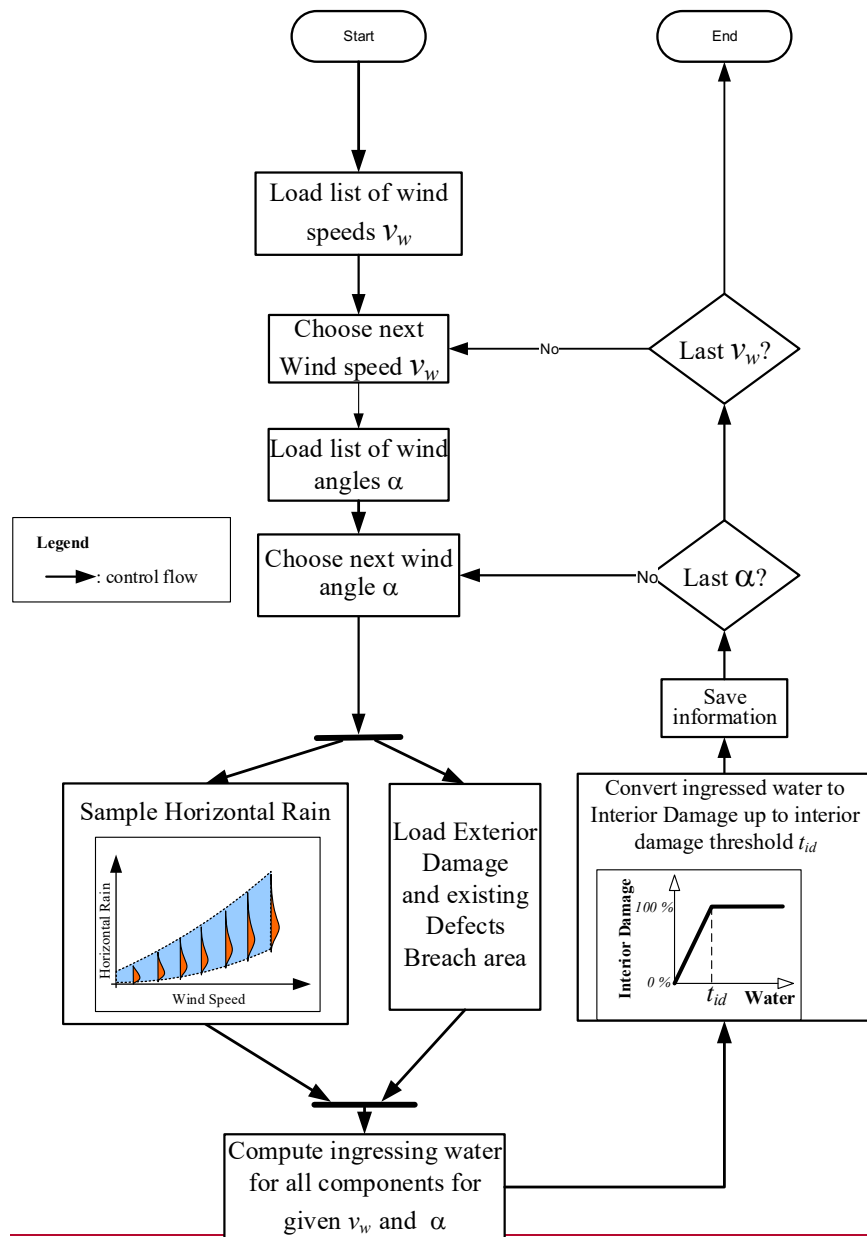 Start
End
Load list of wind
speeds v_w
Choose next
Wind speed v_w
No
Last v_w?
Load list of wind
angles α
Legend
: control flow
Choose next wind
angle α
No
Last α?
Save
information
Sample Horizontal Rain
Horizontal Rain
Wind Speed
Load Exterior
Damage
and existing
Defects
Breach area
Convert ingressed water to
Interior Damage up to interior
damage threshold t_id
Interior Damage
100 %
0 %
t_id
Water
Compute ingressing water
for all components for
given v_w and α